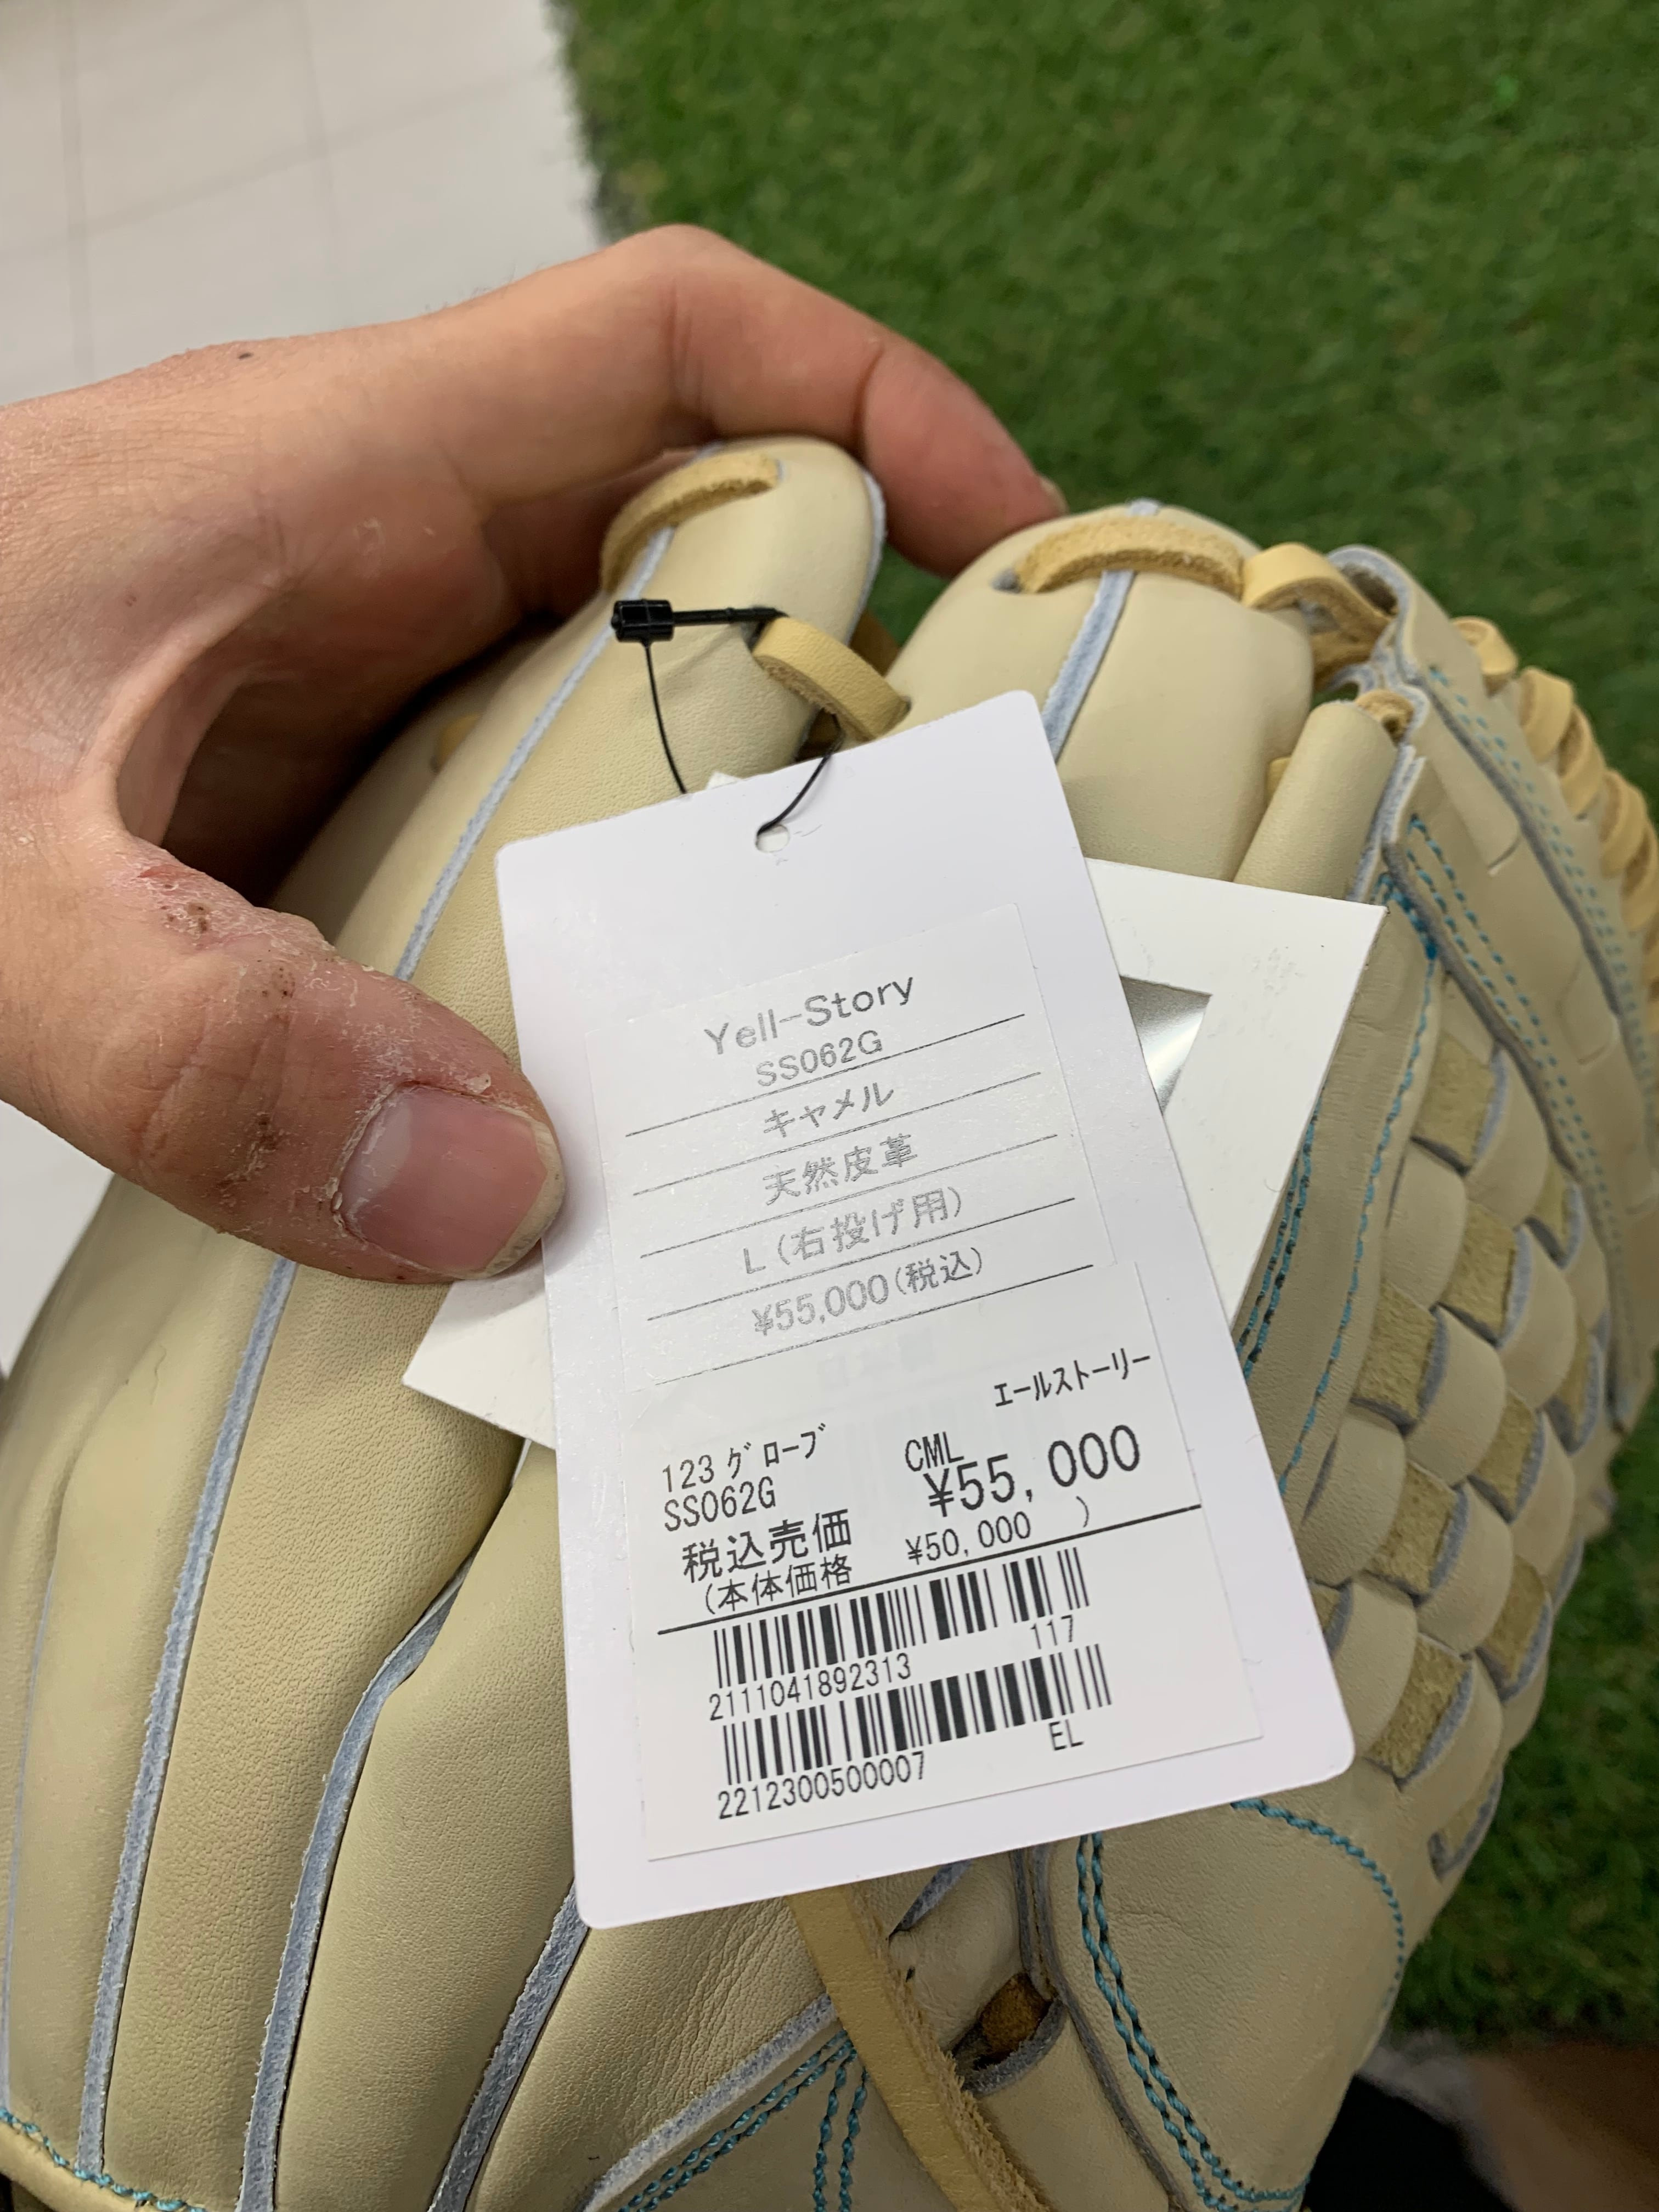 Yell-Story
SS062G
キャメル
天然皮革
L(右投げ用)
¥55,000(税込)
エールストーリー
123 グローブ CML
SS062G ¥55,000
税込売価
(本体価格 ¥50,000 )
117
2111041892313
EL
2212300500007